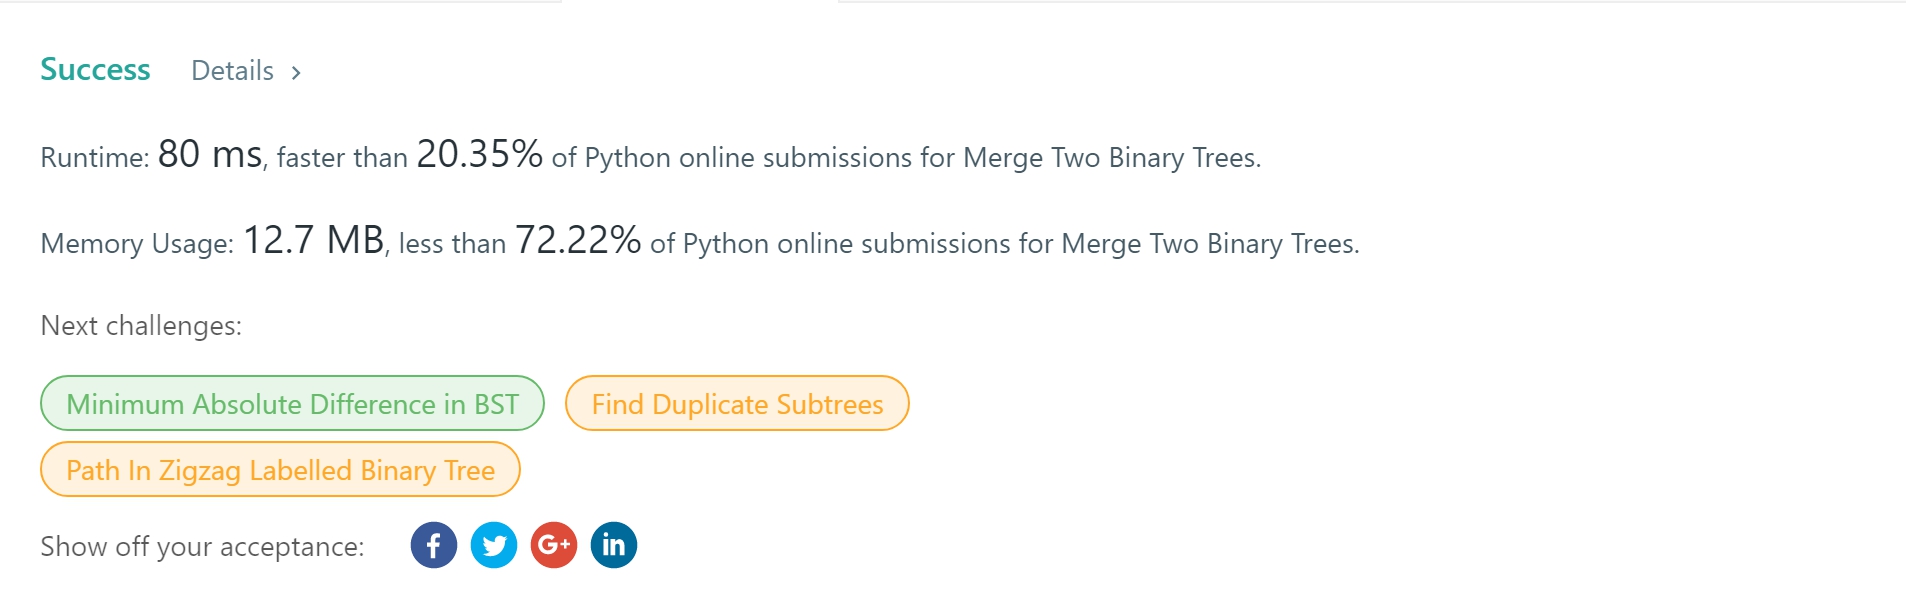 Success Details >
Runtime: 80 ms, faster than 20.35% of Python online submissions for Merge Two Binary Trees.
Memory Usage: 12.7 MB, less than 72.22% of Python online submissions for Merge Two Binary Trees.
Next challenges:
Minimum Absolute Difference in BST Find Duplicate Subtrees
Path In Zigzag Labelled Binary Tree
Show off your acceptance: f G+ in